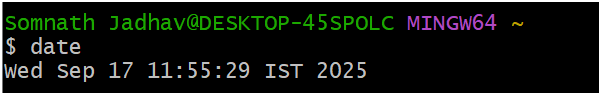 Somnath Jadhav@DESKTOP-45SPOLC MINGW64 ~
$ date
Wed Sep 17 11:55:29 IST 2025